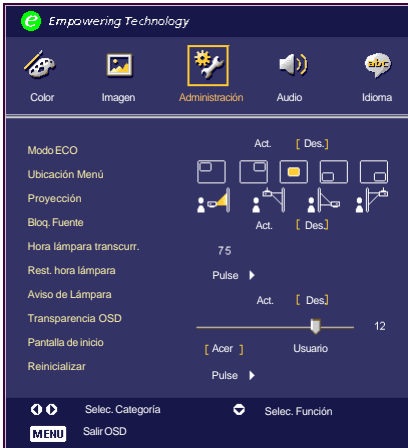 e Empowering Technology
Color Imagen Administración Audio Idioma
abc
Modo ECO Act. [ Des.]
Ubicación Menú
Proyección
Bloq. Fuente Act. [ Des.]
Hora lámpara transcurr. 75
Rest. hora lámpara Pulse
Aviso de Lámpara Act. [ Des.]
Transparencia OSD 12
Pantalla de inicio [ Acer ] Usuario
Reinicializar Pulse
Selec. Categoría Selec. Función
MENU Salir OSD